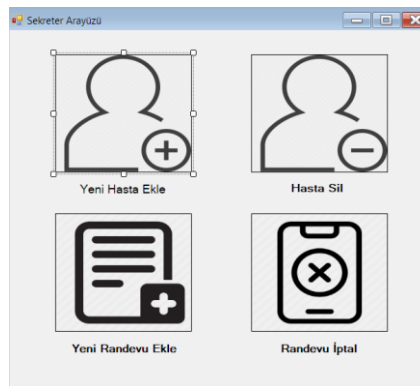 Sekreter Arayüzü
Yeni Hasta Ekle
Hasta Sil
Yeni Randevu Ekle
Randevu İptal